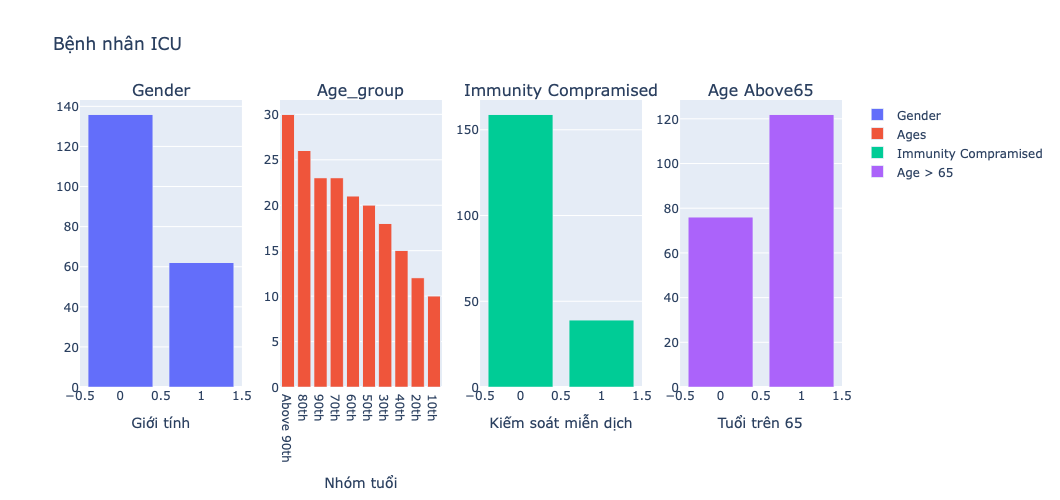 Bệnh nhân ICU
Gender
Age_group
Immunity Compramised
Age Above65
140
120
100
80
60
40
20
0
−0.5
0
0.5
1
1.5
Giới tính
30
25
20
15
10
5
0
Above 90th
80th
90th
70th
60th
50th
30th
40th
20th
10th
Nhóm tuổi
150
100
50
0
−0.5
0
0.5
1
1.5
Kiểm soát miễn dịch
120
100
80
60
40
20
0
−0.5
0
0.5
1
1.5
Tuổi trên 65
Gender
Ages
Immunity Compramised
Age > 65